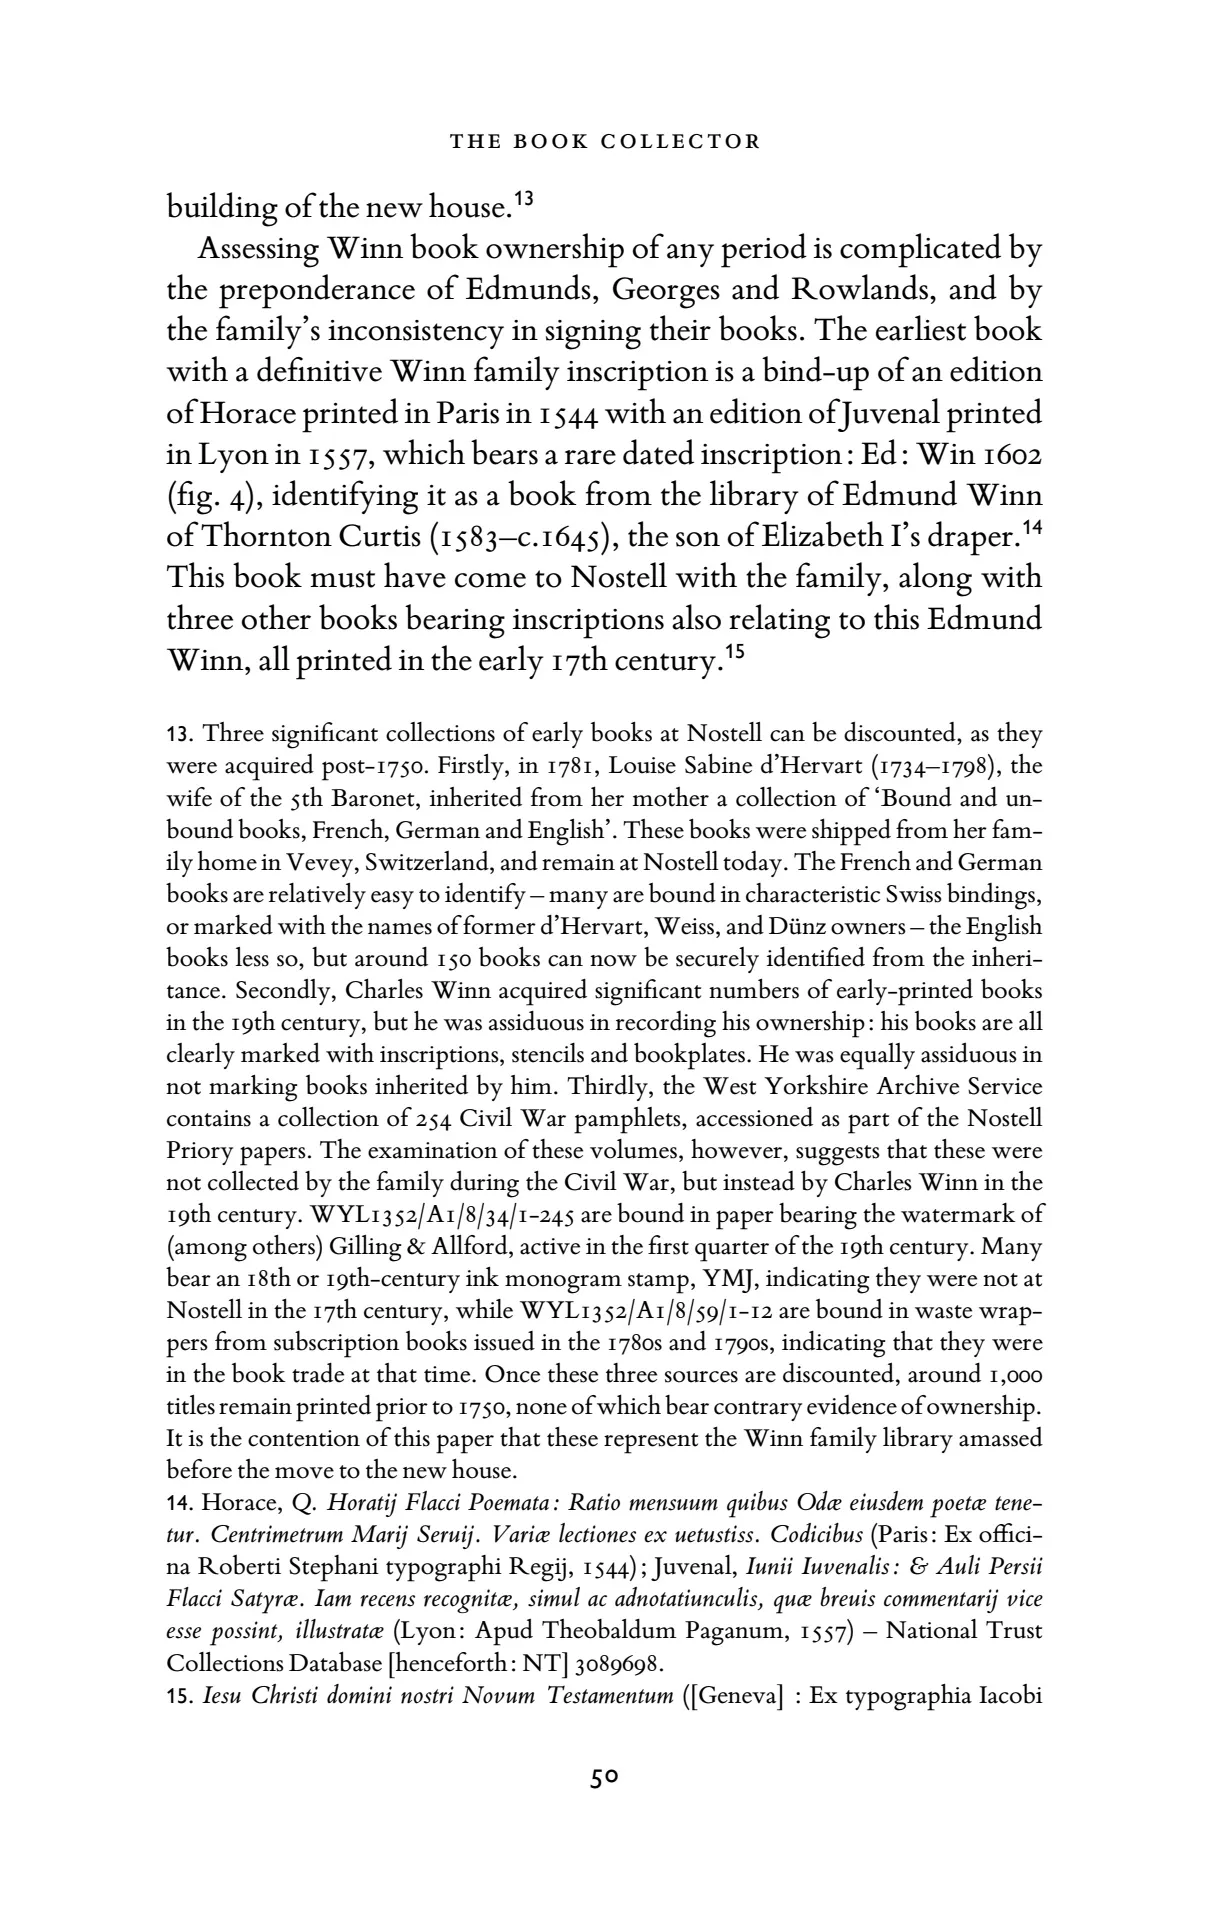 THE BOOK COLLECTOR
building of the new house.13
Assessing Winn book ownership of any period is complicated by
the preponderance of Edmunds, Georges and Rowlands, and by
the family’s inconsistency in signing their books. The earliest book
with a definitive Winn family inscription is a bind-up of an edition
of Horace printed in Paris in 1544 with an edition of Juvenal printed
in Lyon in 1557, which bears a rare dated inscription: Ed: Win 1602
(fig. 4), identifying it as a book from the library of Edmund Winn
of Thornton Curtis (1583–c.1645), the son of Elizabeth I’s draper.14
This book must have come to Nostell with the family, along with
three other books bearing inscriptions also relating to this Edmund
Winn, all printed in the early 17th century.15
13. Three significant collections of early books at Nostell can be discounted, as they
were acquired post-1750. Firstly, in 1781, Louise Sabine d’Hervart (1734–1798), the
wife of the 5th Baronet, inherited from her mother a collection of ‘Bound and un-
bound books, French, German and English’. These books were shipped from her fam-
ily home in Vevey, Switzerland, and remain at Nostell today. The French and German
books are relatively easy to identify – many are bound in characteristic Swiss bindings,
or marked with the names of former d’Hervart, Weiss, and Dünz owners – the English
books less so, but around 150 books can now be securely identified from the inheri-
tance. Secondly, Charles Winn acquired significant numbers of early-printed books
in the 19th century, but he was assiduous in recording his ownership: his books are all
clearly marked with inscriptions, stencils and bookplates. He was equally assiduous in
not marking books inherited by him. Thirdly, the West Yorkshire Archive Service
contains a collection of 254 Civil War pamphlets, accessioned as part of the Nostell
Priory papers. The examination of these volumes, however, suggests that these were
not collected by the family during the Civil War, but instead by Charles Winn in the
19th century. WYL1352/A1/8/34/1-245 are bound in paper bearing the watermark of
(among others) Gilling & Allford, active in the first quarter of the 19th century. Many
bear an 18th or 19th-century ink monogram stamp, YMJ, indicating they were not at
Nostell in the 17th century, while WYL1352/A1/8/59/1-12 are bound in waste wrap-
pers from subscription books issued in the 1780s and 1790s, indicating that they were
in the book trade at that time. Once these three sources are discounted, around 1,000
titles remain printed prior to 1750, none of which bear contrary evidence of ownership.
It is the contention of this paper that these represent the Winn family library amassed
before the move to the new house.
14. Horace, Q. Horatij Flacci Poemata: Ratio mensuum quibus Odæ eiusdem poetæ tene-
tur. Centrimetrum Marij Seruij. Variæ lectiones ex uetustiss. Codicibus (Paris: Ex offici-
na Roberti Stephani typographi Regij, 1544); Juvenal, Iunii Iuvenalis: & Auli Persii
Flacci Satyræ. Iam recens recognitæ, simul ac adnotatiunculis, quæ breuis commentarij vice
esse possint, illustratæ (Lyon: Apud Theobaldum Paganum, 1557) – National Trust
Collections Database [henceforth: NT] 3089698.
15. Iesu Christi domini nostri Novum Testamentum ([Geneva] : Ex typographia Iacobi
50